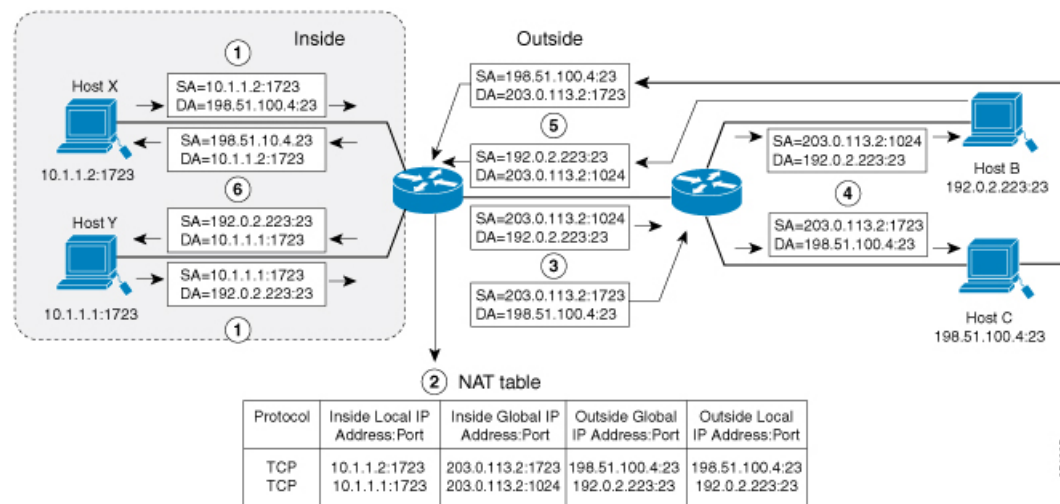 Inside
Outside
1
Host X
SA=10.1.1.2:1723
DA=198.51.100.4:23
SA=198.51.10.4.23
DA=10.1.1.2:1723
10.1.1.2:1723
6
Host Y
SA=192.0.2.223:23
DA=10.1.1.1:1723
SA=10.1.1.1:1723
DA=192.0.2.223:23
10.1.1.1:1723
1
SA=198.51.100.4:23
DA=203.0.113.2:1723
5
SA=192.0.2.223:23
DA=203.0.113.2:1024
SA=203.0.113.2:1024
DA=192.0.2.223:23
3
SA=203.0.113.2:1723
DA=198.51.100.4:23
SA=203.0.113.2:1024
DA=192.0.2.223:23
Host B
192.0.2.223:23
4
SA=203.0.113.2:1723
DA=198.51.100.4:23
Host C
198.51.100.4:23
2 NAT table
Protocol Inside Local IP Address:Port Inside Global IP Address:Port Outside Global IP Address:Port Outside Local IP Address:Port
TCP 10.1.1.2:1723 203.0.113.2:1723 198.51.100.4:23 198.51.100.4:23
TCP 10.1.1.1:1723 203.0.113.2:1024 192.0.2.223:23 192.0.2.223:23